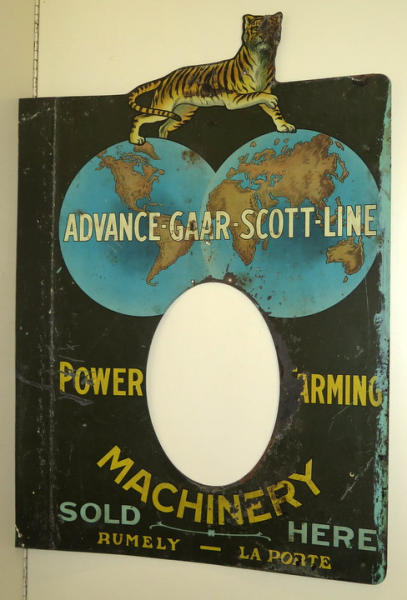 ADVANCE-GAAR-SCOTT-LINE
POWER ARMING
MACHINERY
SOLD HERE
RUMELY — LA PORTE